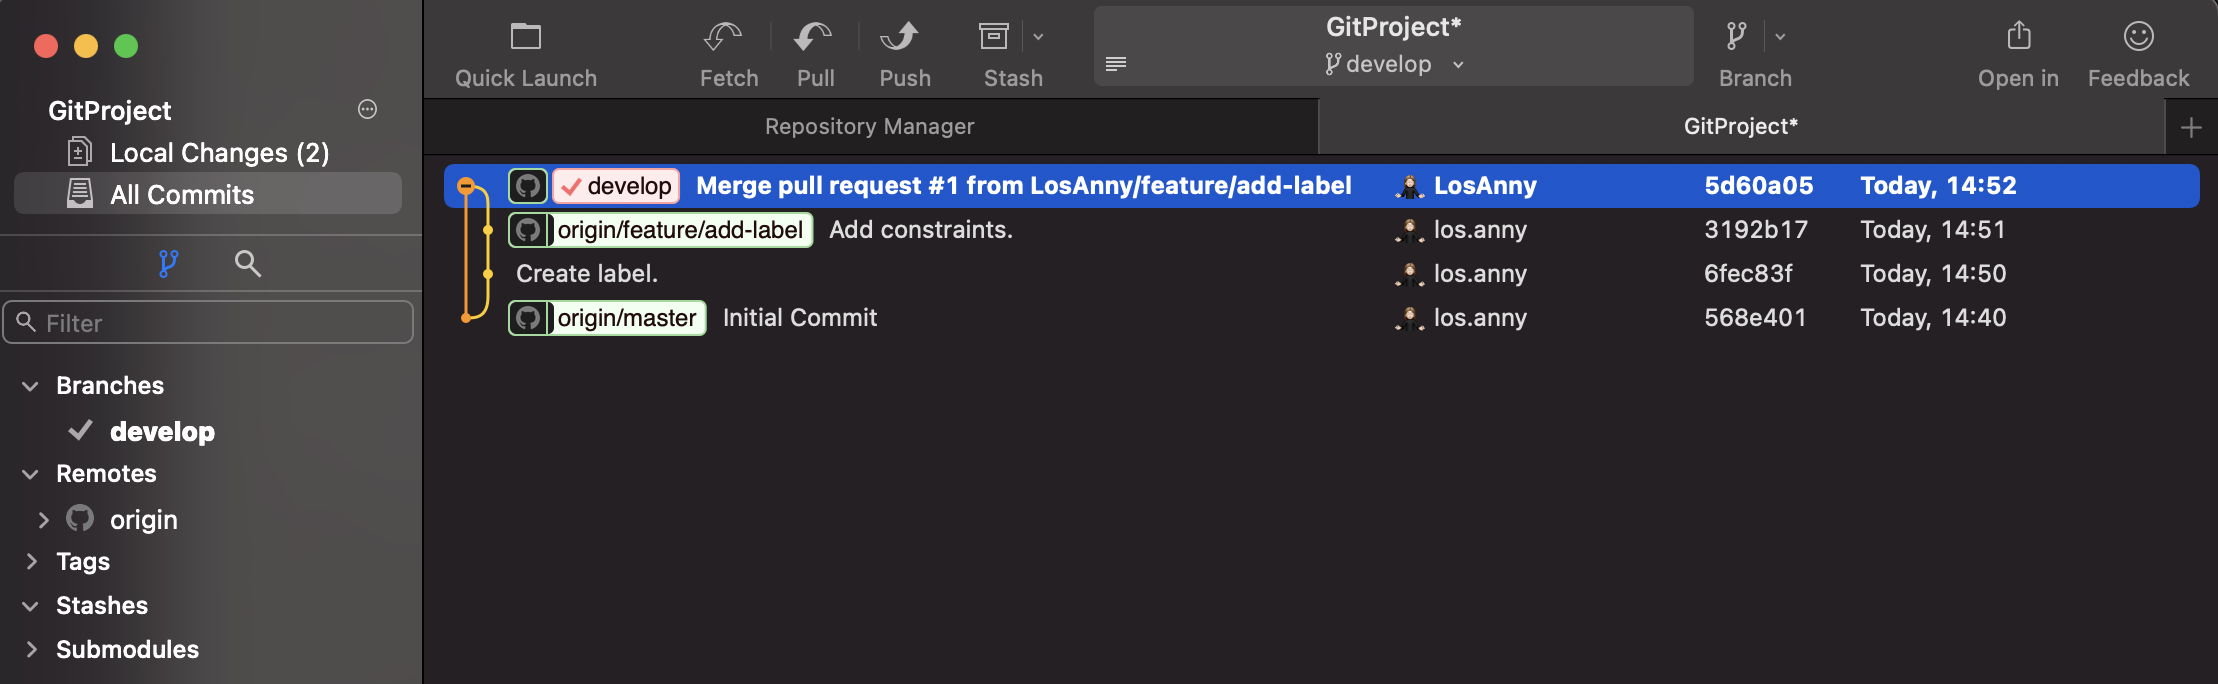 Quick Launch
Fetch
Pull
Push
Stash
GitProject*
develop
Branch
Open in
Feedback
GitProject
Local Changes (2)
All Commits
Filter
Branches
develop
Remotes
origin
Tags
Stashes
Submodules
Repository Manager
GitProject*
develop Merge pull request #1 from LosAnny/feature/add-label LosAnny 5d60a05 Today, 14:52
origin/feature/add-label Add constraints. los.anny 3192b17 Today, 14:51
Create label. los.anny 6fec83f Today, 14:50
origin/master Initial Commit los.anny 568e401 Today, 14:40